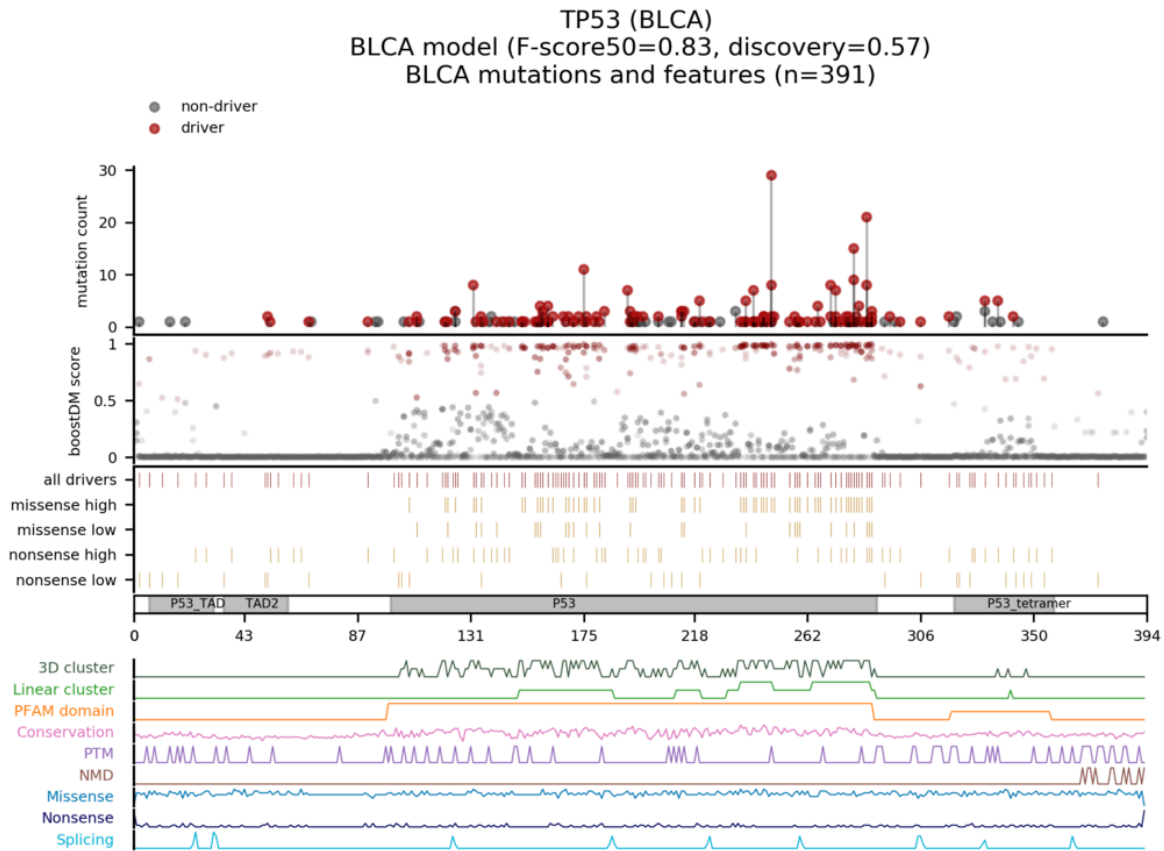 TP53 (BLCA)
BLCA model (F-score50=0.83, discovery=0.57)
BLCA mutations and features (n=391)
non-driver
driver
mutation count
30
20
10
0
boostDM score
1
0.5
0
all drivers
missense high
missense low
nonsense high
nonsense low
P53_TAD TAD2 P53 P53_tetramer
0 43 87 131 175 218 262 306 350 394
3D cluster
Linear cluster
PFAM domain
Conservation
PTM
NMD
Missense
Nonsense
Splicing